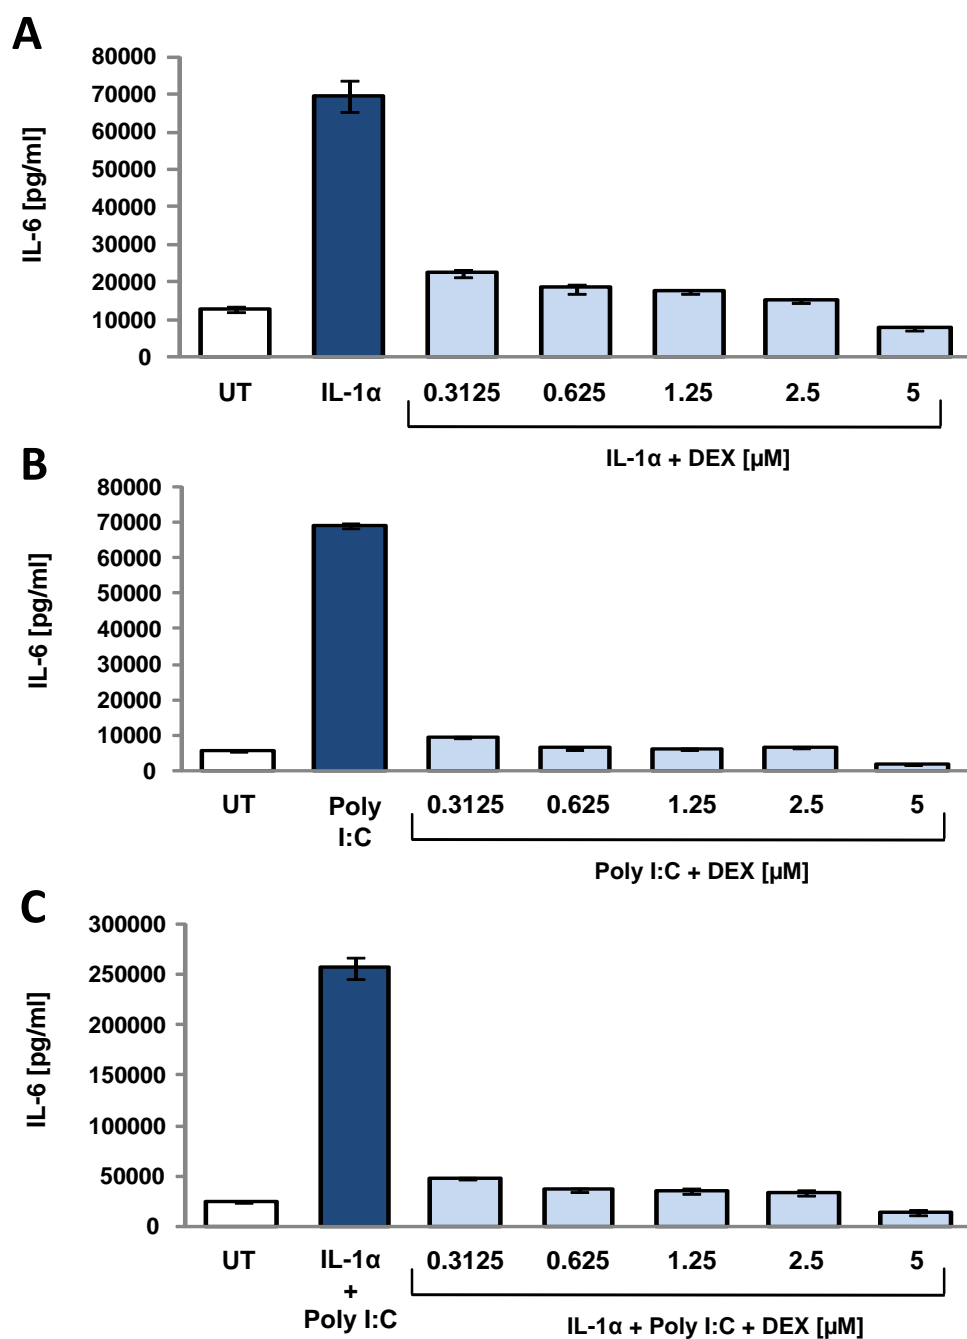 A
80000
70000
60000
50000
40000
30000
20000
10000
0
IL-6 [pg/ml]
UT IL-1α 0.3125 0.625 1.25 2.5 5
IL-1α + DEX [µM]
B
80000
70000
60000
50000
40000
30000
20000
10000
0
IL-6 [pg/ml]
UT Poly I:C 0.3125 0.625 1.25 2.5 5
Poly I:C + DEX [µM]
C
300000
250000
200000
150000
100000
50000
0
IL-6 [pg/ml]
UT IL-1α + Poly I:C 0.3125 0.625 1.25 2.5 5
IL-1α + Poly I:C + DEX [µM]